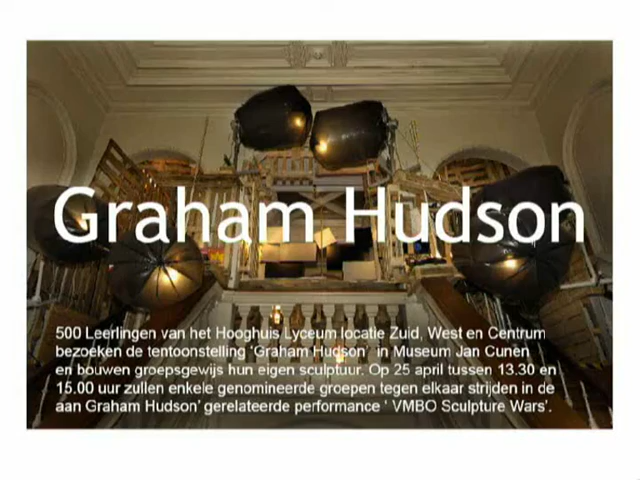 Graham Hudson
500 Leerlingen van het Hooghuis Lyceum locatie Zuid, West en Centrum
bezoeken de tentoonstelling 'Graham Hudson' in Museum Jan Cunen
en bouwen groepsgewijs hun eigen sculptuur. Op 25 april tussen 13.30 en
15.00 uur zullen enkele genomineerde groepen tegen elkaar strijden in de
aan Graham Hudson' gerelateerde performance ' VMBO Sculpture Wars'.